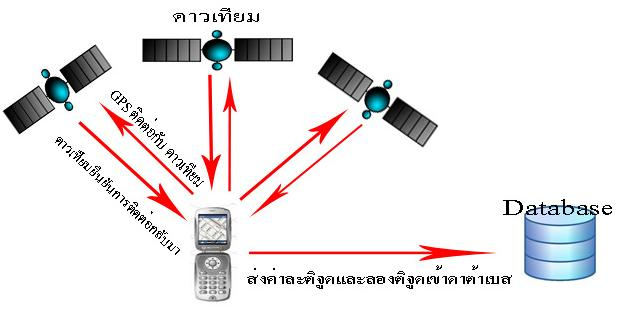 ดาวเทียม
GPSติดต่อกับ ดาวเทียม
ดาวเทียมยืนยันการติดต่อกลับมา
Database
ส่งค่าละติจูดและลองติจูดเข้าดาต้าเบส